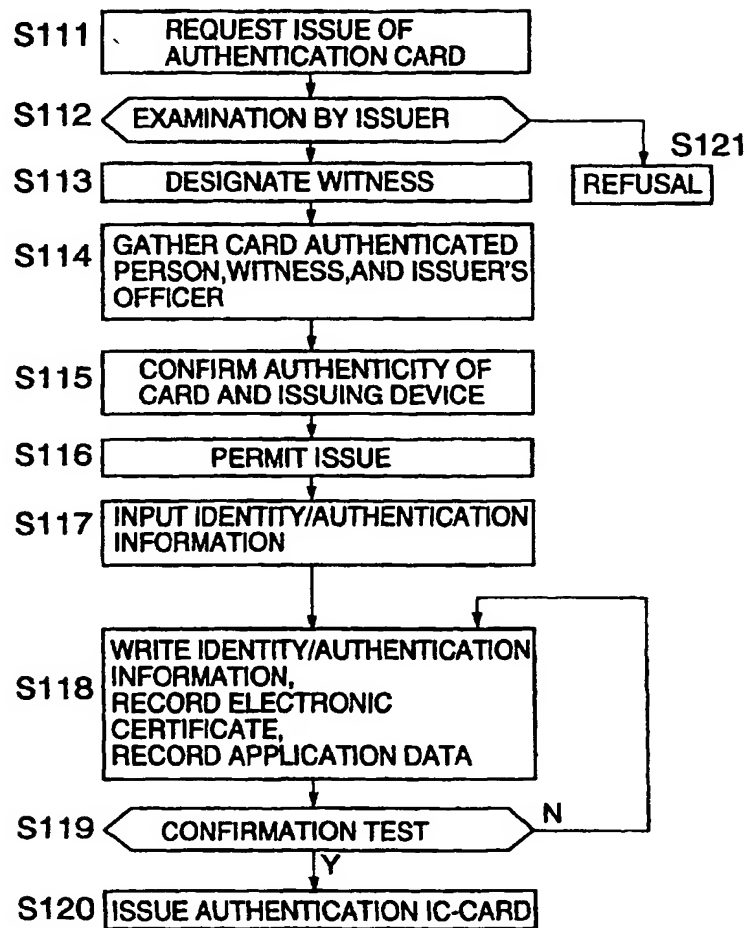 S111 REQUEST ISSUE OF
AUTHENTICATION CARD
S112 EXAMINATION BY ISSUER
S121
REFUSAL
S113 DESIGNATE WITNESS
S114 GATHER CARD AUTHENTICATED
PERSON,WITNESS,AND ISSUER'S
OFFICER
S115 CONFIRM AUTHENTICITY OF
CARD AND ISSUING DEVICE
S116 PERMIT ISSUE
S117 INPUT IDENTITY/AUTHENTICATION
INFORMATION
S118 WRITE IDENTITY/AUTHENTICATION
INFORMATION,
RECORD ELECTRONIC
CERTIFICATE,
RECORD APPLICATION DATA
S119 CONFIRMATION TEST N
Y
S120 ISSUE AUTHENTICATION IC-CARD